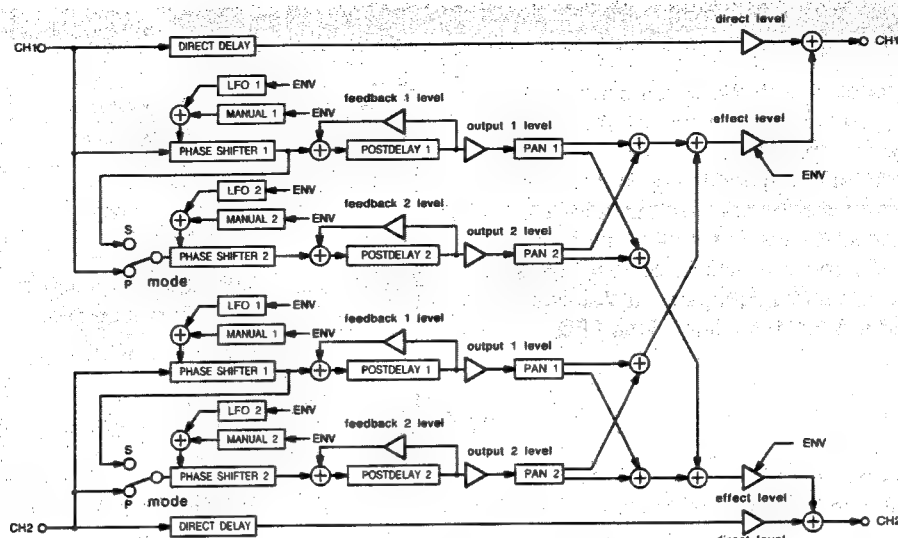 direct level
CH1 DIRECT DELAY CH1
LFO 1 ENV
MANUAL 1 ENV feedback 1 level output 1 level effect level
PHASE SHIFTER 1 POSTDELAY 1 PAN 1
ENV
LFO 2 ENV
MANUAL 2 ENV feedback 2 level output 2 level
S
PHASE SHIFTER 2 POSTDELAY 2 PAN 2
P mode
LFO 1 ENV
MANUAL 1 ENV feedback 1 level output 1 level
PHASE SHIFTER 1 POSTDELAY 1 PAN 1
LFO 2 ENV
MANUAL 2 ENV feedback 2 level output 2 level ENV
S
PHASE SHIFTER 2 POSTDELAY 2 PAN 2
P mode effect level
CH2 DIRECT DELAY CH2
direct level